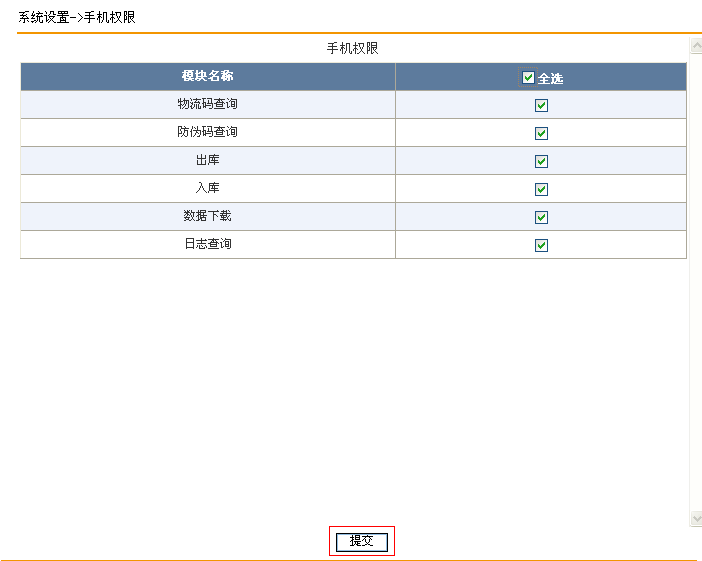 系统设置->手机权限
手机权限
模块名称 全选
物流码查询
防伪码查询
出库
入库
数据下载
日志查询
提交